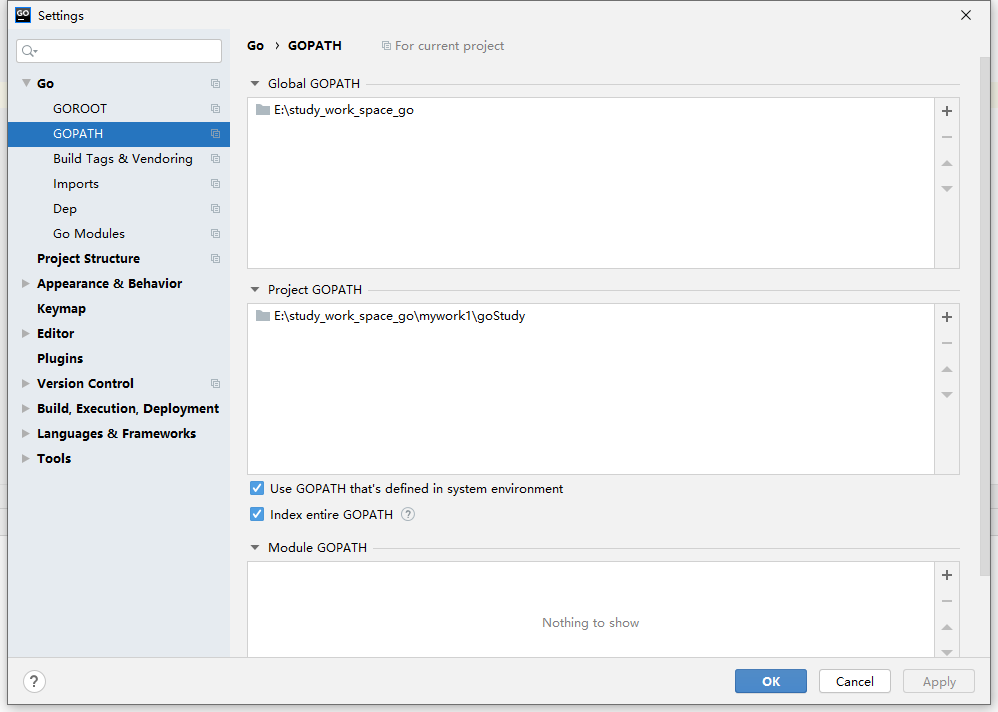 GO
Settings
Go › GOPATH For current project
Go
GOROOT
GOPATH
Build Tags & Vendoring
Imports
Dep
Go Modules
Project Structure
Appearance & Behavior
Keymap
Editor
Plugins
Version Control
Build, Execution, Deployment
Languages & Frameworks
Tools
Global GOPATH
E:\study_work_space_go
Project GOPATH
E:\study_work_space_go\mywork1\goStudy
Use GOPATH that's defined in system environment
Index entire GOPATH ?
Module GOPATH
Nothing to show
?
OK
Cancel
Apply